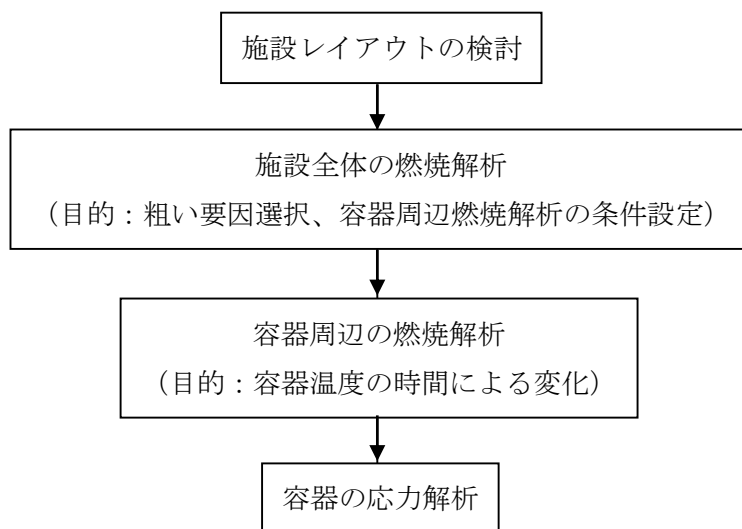 施設レイアウトの検討
施設全体の燃焼解析
（目的：粗い要因選択、容器周辺燃焼解析の条件設定）
容器周辺の燃焼解析
（目的：容器温度の時間による変化）
容器の応力解析